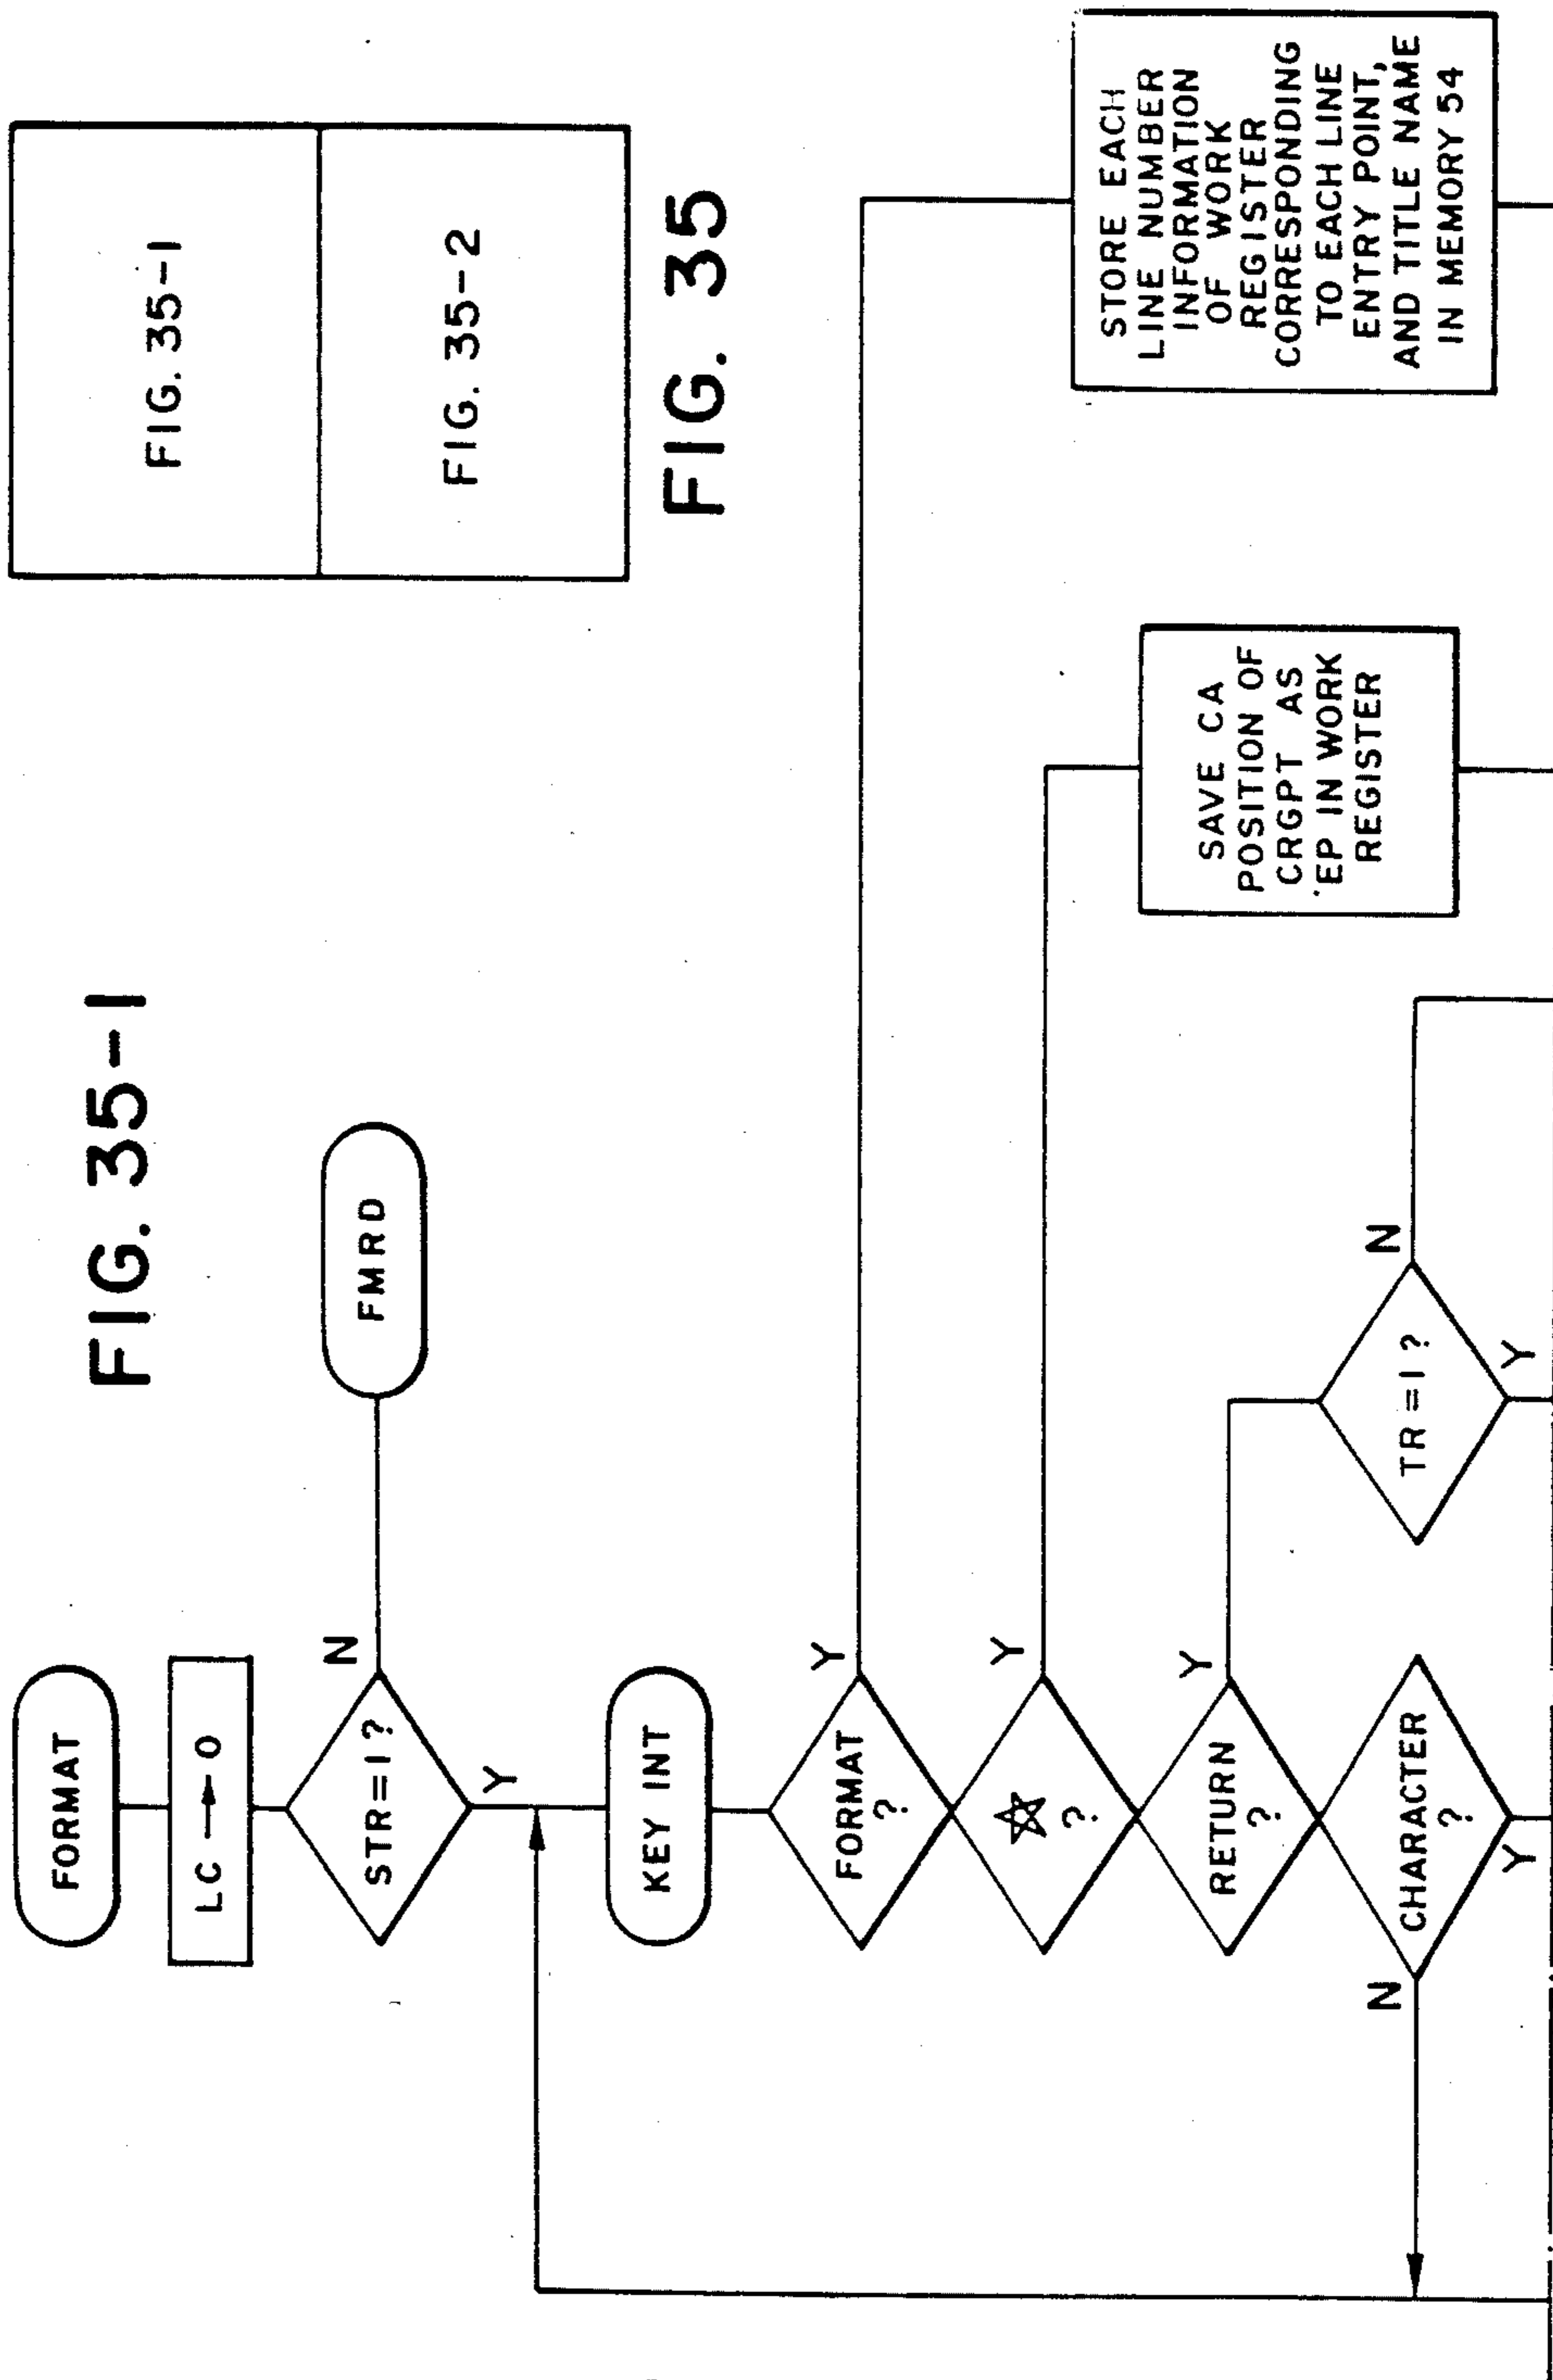 FIG. 35-1
FORMAT
LC → 0
STR=1?
N
Y
FMRD
KEY INT
FORMAT
?
Y
☆
?
Y
RETURN
?
Y
CHARACTER
?
N
Y
TR=1?
N
Y
SAVE CA
POSITION OF
CRGPT AS
'EP IN WORK
REGISTER
STORE EACH
LINE NUMBER
INFORMATION
OF WORK
REGISTER
CORRESPONDING
TO EACH LINE
ENTRY POINT,
AND TITLE NAME
IN MEMORY 54
FIG. 35-1
FIG. 35-2
FIG. 35